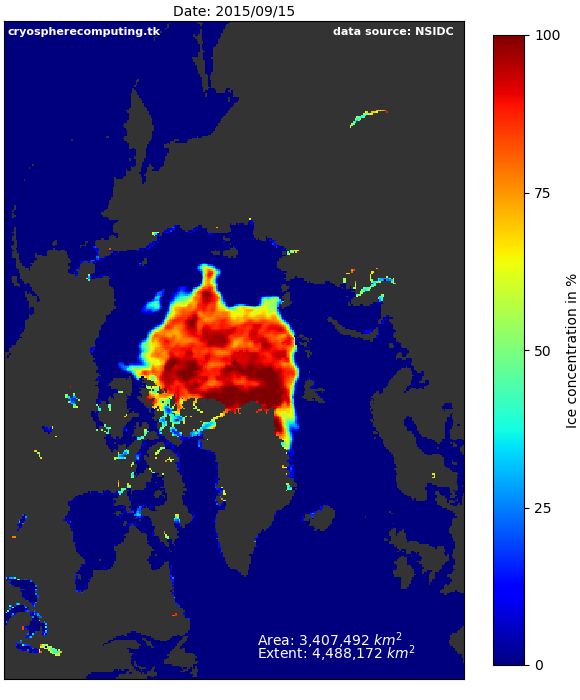 Date: 2015/09/15
cryospherecomputing.tk data source: NSIDC
100
75
50
25
0
Ice concentration in %
Area: 3,407,492 km²
Extent: 4,488,172 km²